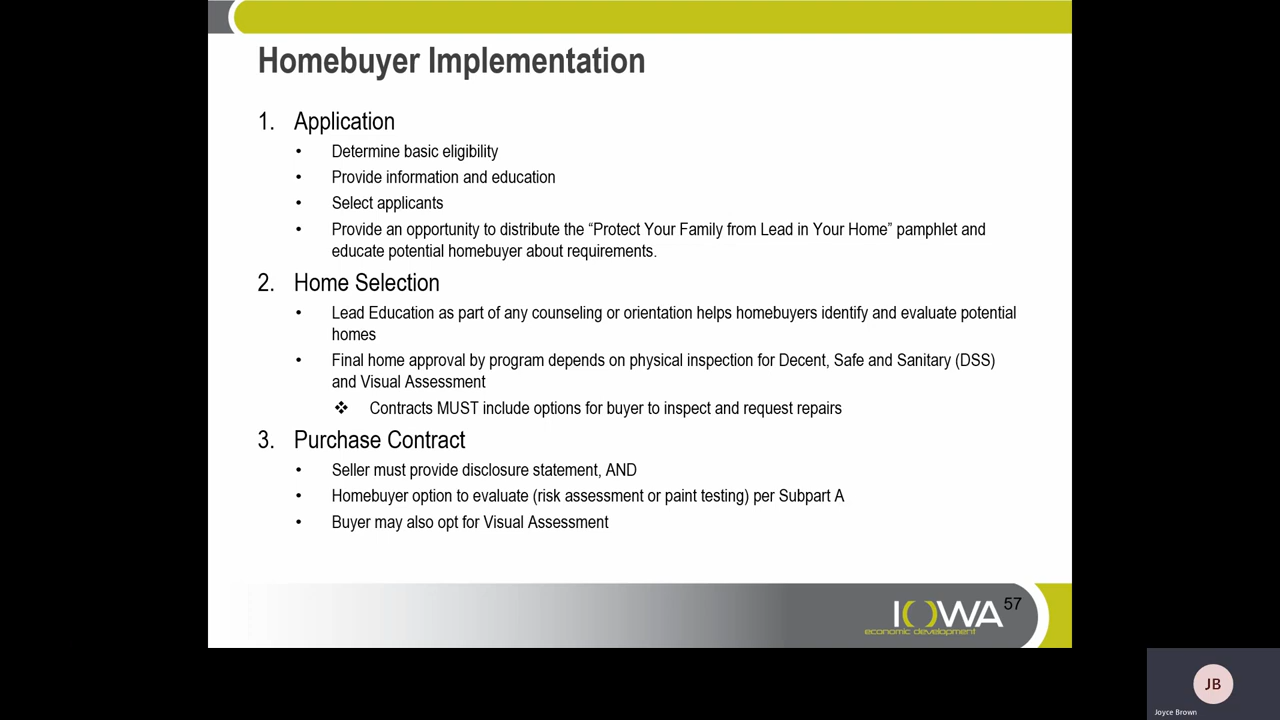 Homebuyer Implementation
1. Application
• Determine basic eligibility
• Provide information and education
• Select applicants
• Provide an opportunity to distribute the “Protect Your Family from Lead in Your Home” pamphlet and
educate potential homebuyer about requirements.
2. Home Selection
• Lead Education as part of any counseling or orientation helps homebuyers identify and evaluate potential
homes
• Final home approval by program depends on physical inspection for Decent, Safe and Sanitary (DSS)
and Visual Assessment
❖ Contracts MUST include options for buyer to inspect and request repairs
3. Purchase Contract
• Seller must provide disclosure statement, AND
• Homebuyer option to evaluate (risk assessment or paint testing) per Subpart A
• Buyer may also opt for Visual Assessment
57
IOWA
economic development
JB
Joyce Brown